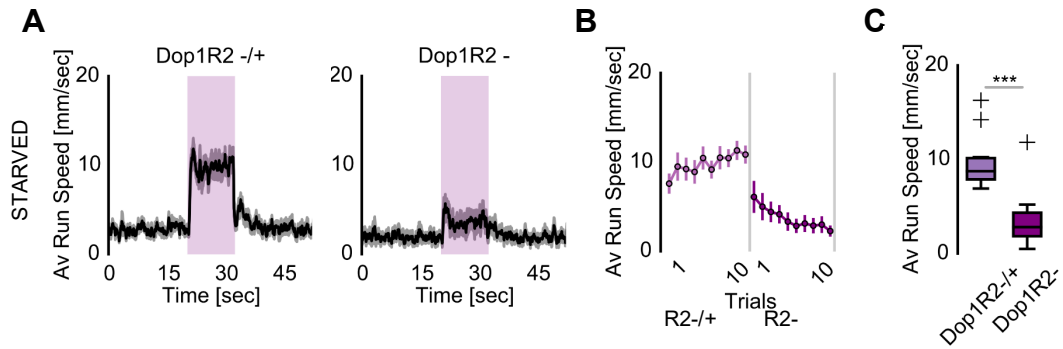 A
B
C
STARVED
Dop1R2 -/+
Av Run Speed [mm/sec]
20
10
0
0 15 30 45
Time [sec]
Dop1R2 -
20
10
0
0 15 30 45
Time [sec]
Av Run Speed [mm/sec]
20
10
0
1 10 1 10
Trials
R2-/+ R2-
Av Run Speed [mm/sec]
20
10
0
***
Dop1R2-/+
Dop1R2-